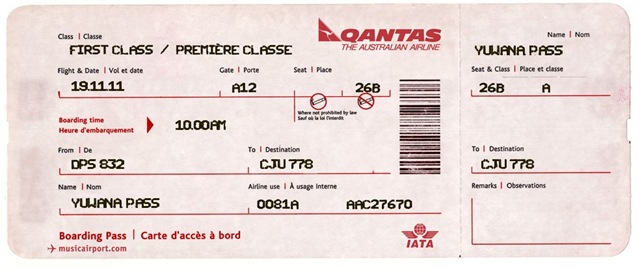 Class | Classe
FIRST CLASS / PREMIÈRE CLASSE
QANTAS
THE AUSTRALIAN AIRLINE
Flight & Date | Vol et date
Gate | Porte
Seat | Place
19.11.11
A12
26B
Where not prohibited by law
Sauf où la loi l'interdit
Boarding time
Heure d'embarquement
10.00AM
From | De
To | Destination
DPS 832
CJU 778
Name | Nom
Airline use | À usage interne
YUWANA PASS
0081A
AAC27670
Boarding Pass | Carte d'accès à bord
musicairport.com
IATA
Name | Nom
YUWANA PASS
Seat & Class | Place et classe
26B A
To | Destination
CJU 778
Remarks | Observations